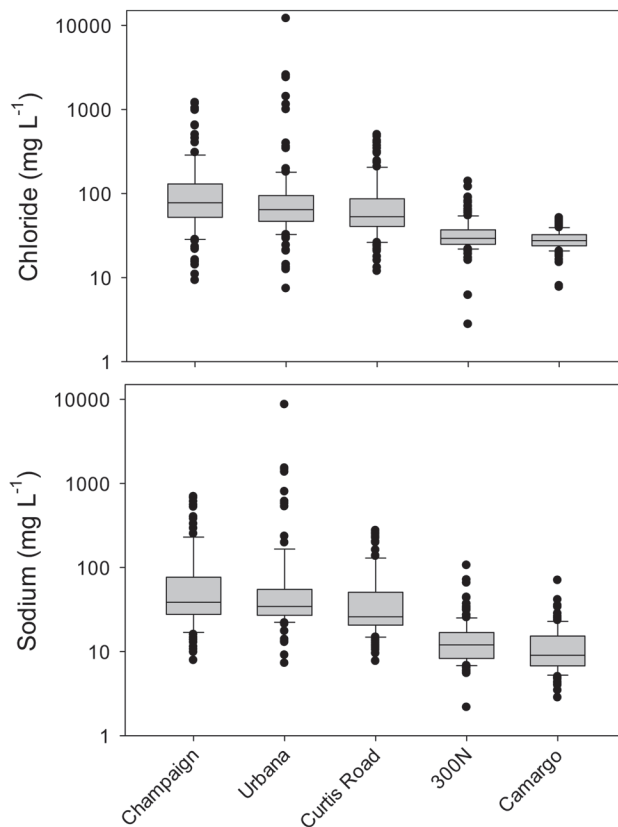 10000
1000
100
10
1
Chloride (mg L⁻¹)
10000
1000
100
10
1
Sodium (mg L⁻¹)
Champaign
Urbana
Curtis Road
300N
Camargo